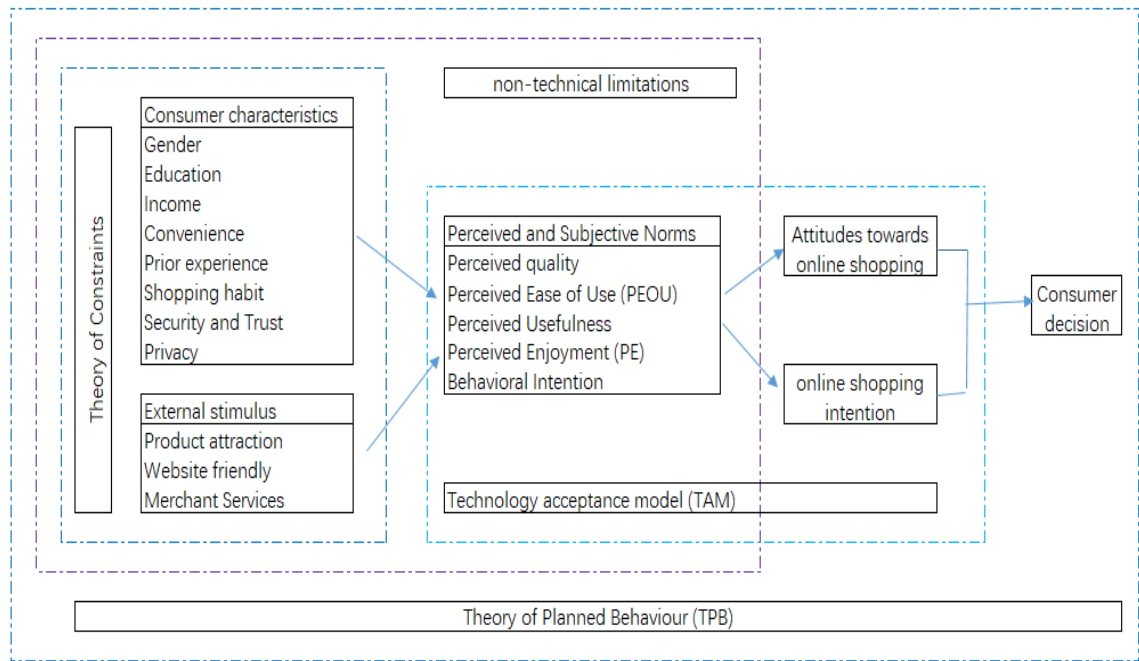 non-technical limitations
Theory of Constraints
Consumer characteristics
Gender
Education
Income
Convenience
Prior experience
Shopping habit
Security and Trust
Privacy
External stimulus
Product attraction
Website friendly
Merchant Services
Perceived and Subjective Norms
Perceived quality
Perceived Ease of Use (PEOU)
Perceived Usefulness
Perceived Enjoyment (PE)
Behavioral Intention
Technology acceptance model (TAM)
Attitudes towards
online shopping
online shopping
intention
Consumer
decision
Theory of Planned Behaviour (TPB)